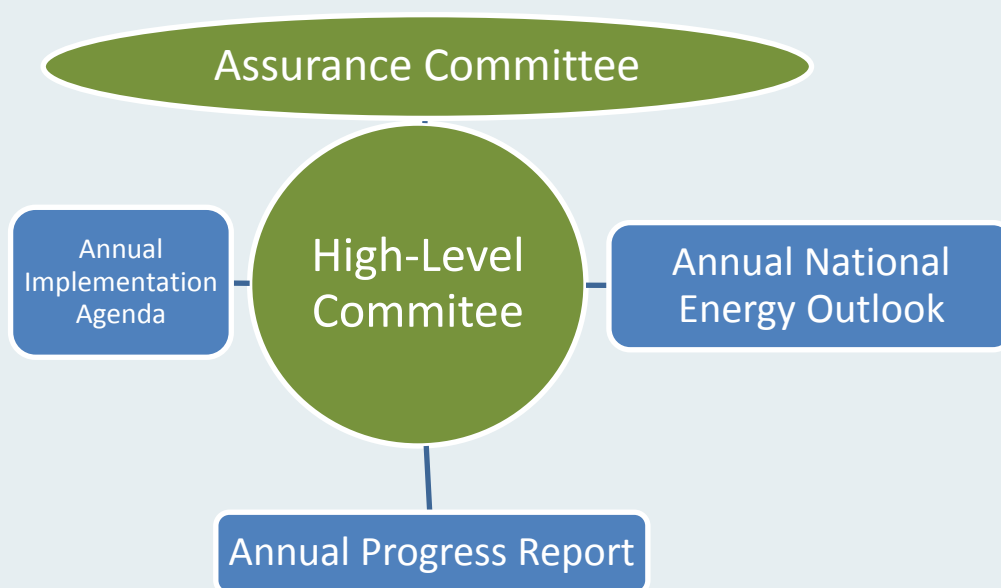 Assurance Committee
High-Level
Commitee
Annual
Implementation
Agenda
Annual National
Energy Outlook
Annual Progress Report